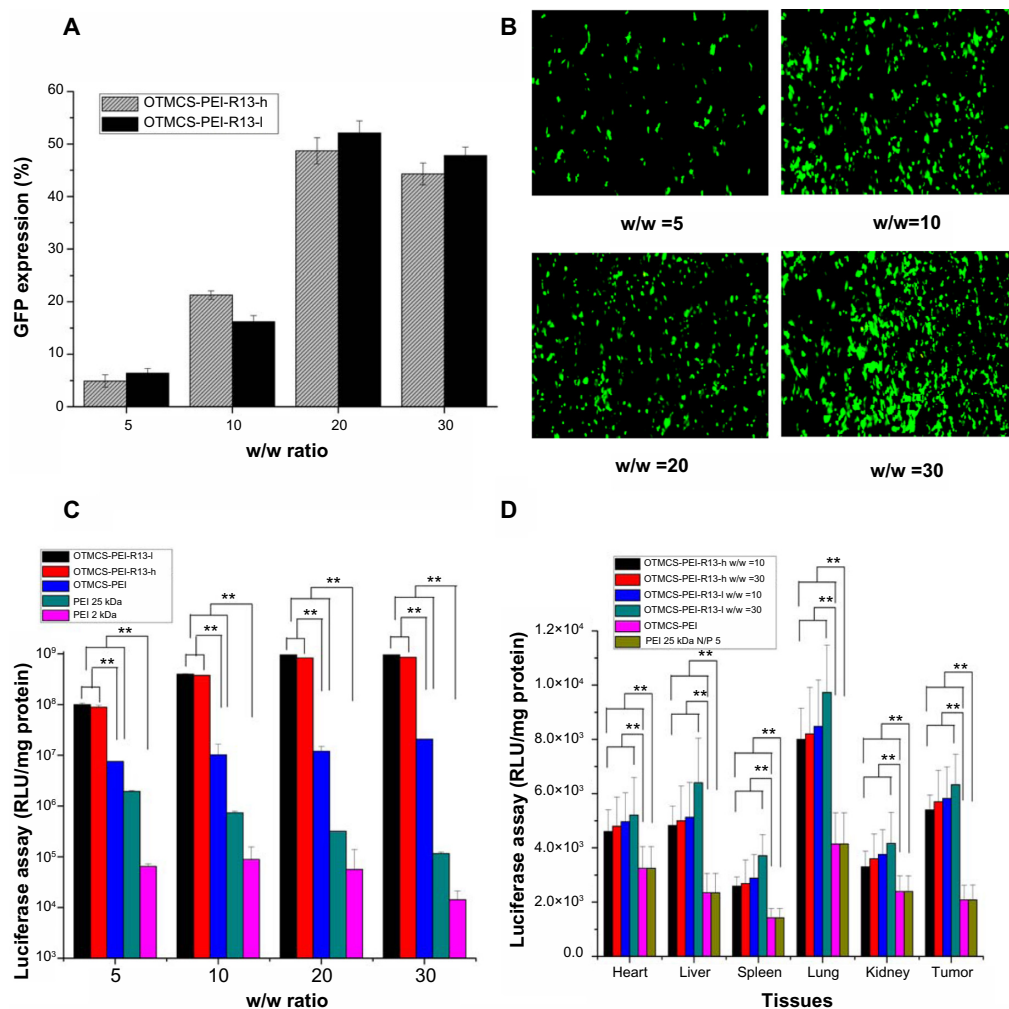 A
OTMCS-PEI-R13-h
OTMCS-PEI-R13-l
GFP expression (%)
60
50
40
30
20
10
0
5 10 20 30
w/w ratio
B
w/w =5
w/w=10
w/w =20
w/w =30
C
OTMCS-PEI-R13-l
OTMCS-PEI-R13-h
OTMCS-PEI
PEI 25 kDa
PEI 2 kDa
Luciferase assay (RLU/mg protein)
10⁹
10⁸
10⁷
10⁶
10⁵
10⁴
10³
** ** ** ** ** ** ** **
5 10 20 30
w/w ratio
D
OTMCS-PEI-R13-h w/w =10
OTMCS-PEI-R13-h w/w =30
OTMCS-PEI-R13-l w/w =10
OTMCS-PEI-R13-l w/w =30
OTMCS-PEI
PEI 25 kDa N/P 5
Luciferase assay (RLU/mg protein)
1.2×10⁴
1.0×10⁴
8.0×10³
6.0×10³
4.0×10³
2.0×10³
0.0
** ** ** ** ** ** ** ** ** ** ** **
Heart Liver Spleen Lung Kidney Tumor
Tissues